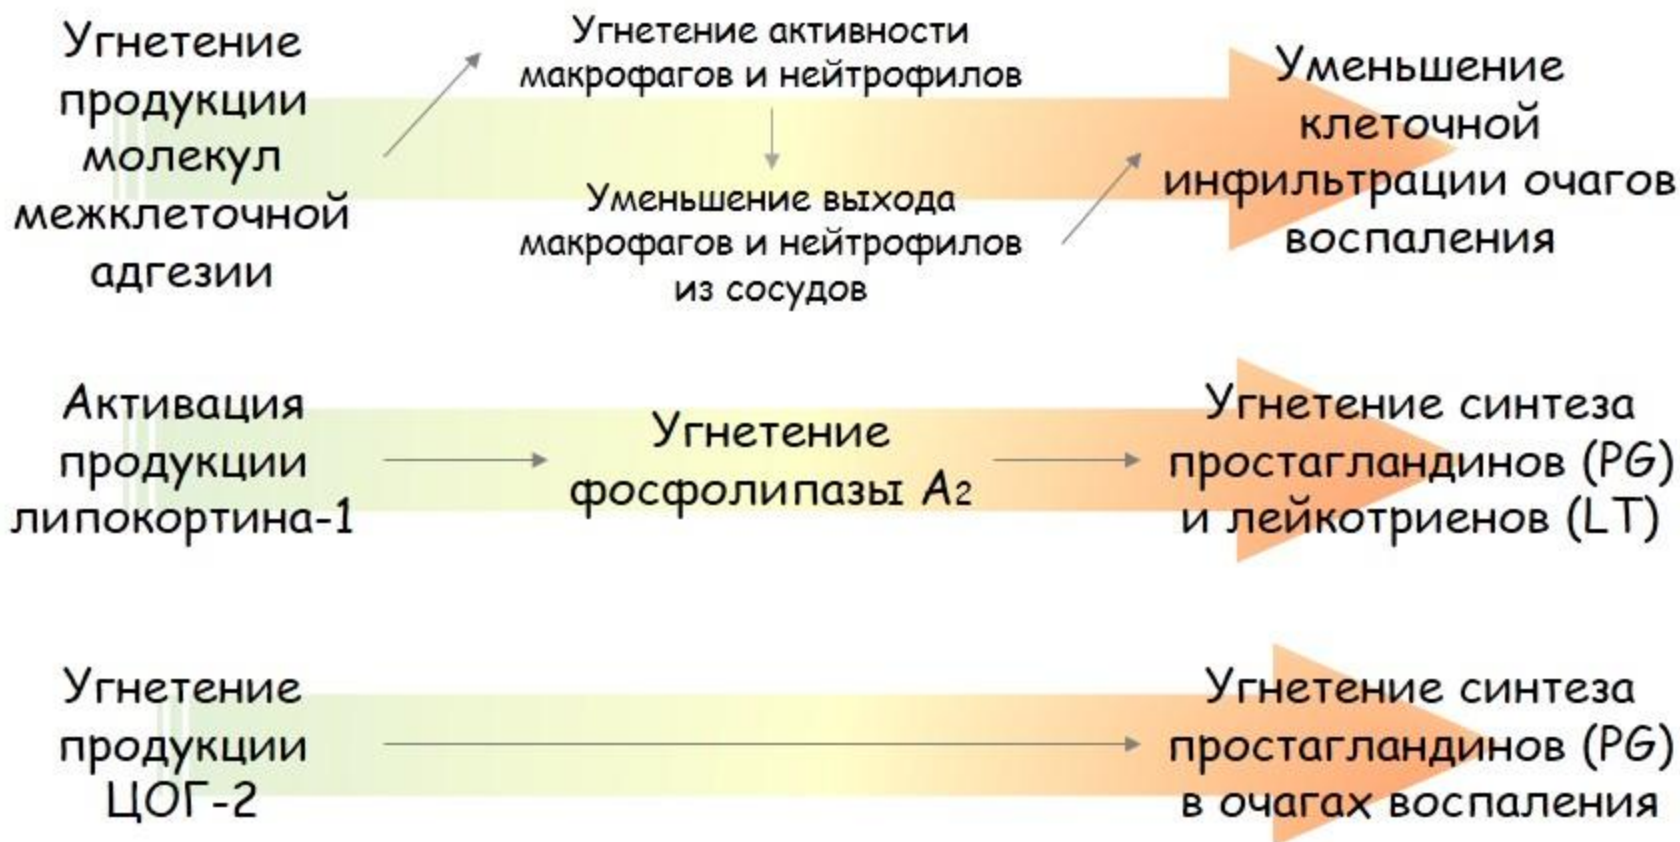 Угнетение
продукции
молекул
межклеточной
адгезии
Угнетение активности
макрофагов и нейтрофилов
Уменьшение выхода
макрофагов и нейтрофилов
из сосудов
Уменьшение
клеточной
инфильтрации очагов
воспаления
Активация
продукции
липокортина-1
Угнетение
фосфолипазы А2
Угнетение синтеза
простагландинов (PG)
и лейкотриенов (LT)
Угнетение
продукции
ЦОГ-2
Угнетение синтеза
простагландинов (PG)
в очагах воспаления